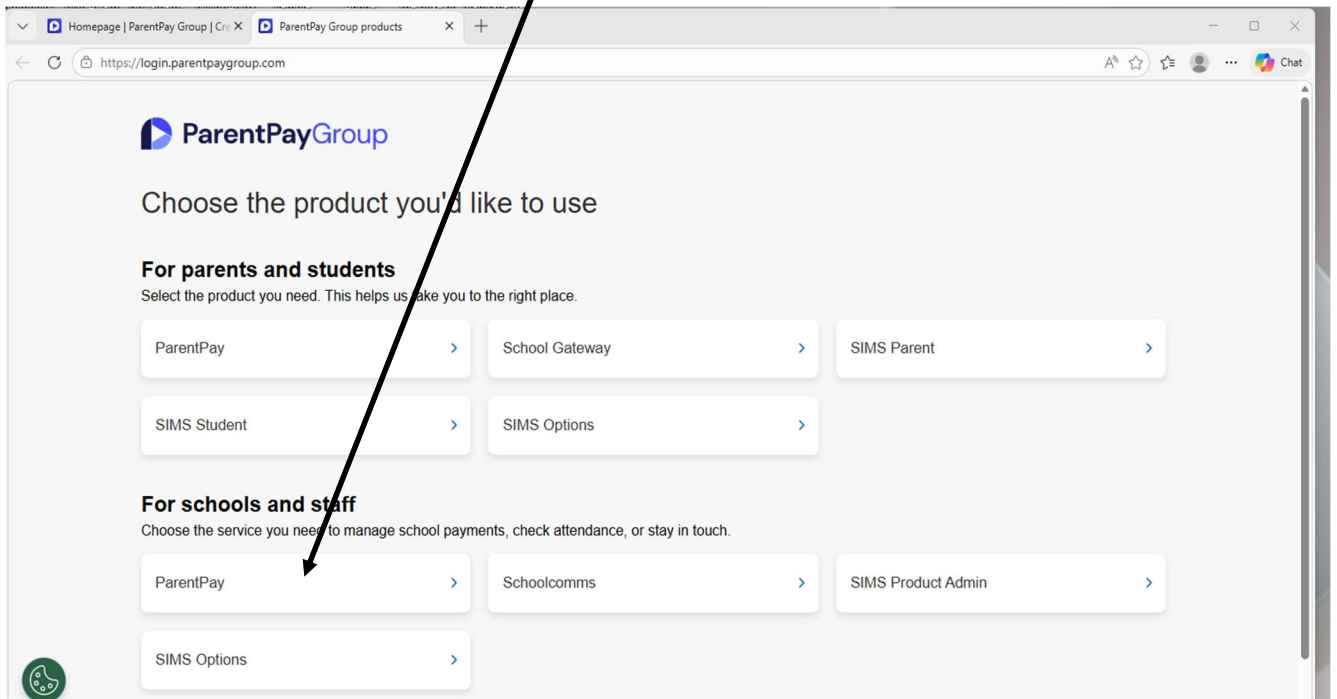 Homepage | ParentPay Group | Cre
ParentPay Group products
https://login.parentpaygroup.com
Chat
ParentPayGroup
Choose the product you'd like to use
For parents and students
Select the product you need. This helps us take you to the right place.
ParentPay
School Gateway
SIMS Parent
SIMS Student
SIMS Options
For schools and staff
Choose the service you need to manage school payments, check attendance, or stay in touch.
ParentPay
Schoolcomms
SIMS Product Admin
SIMS Options